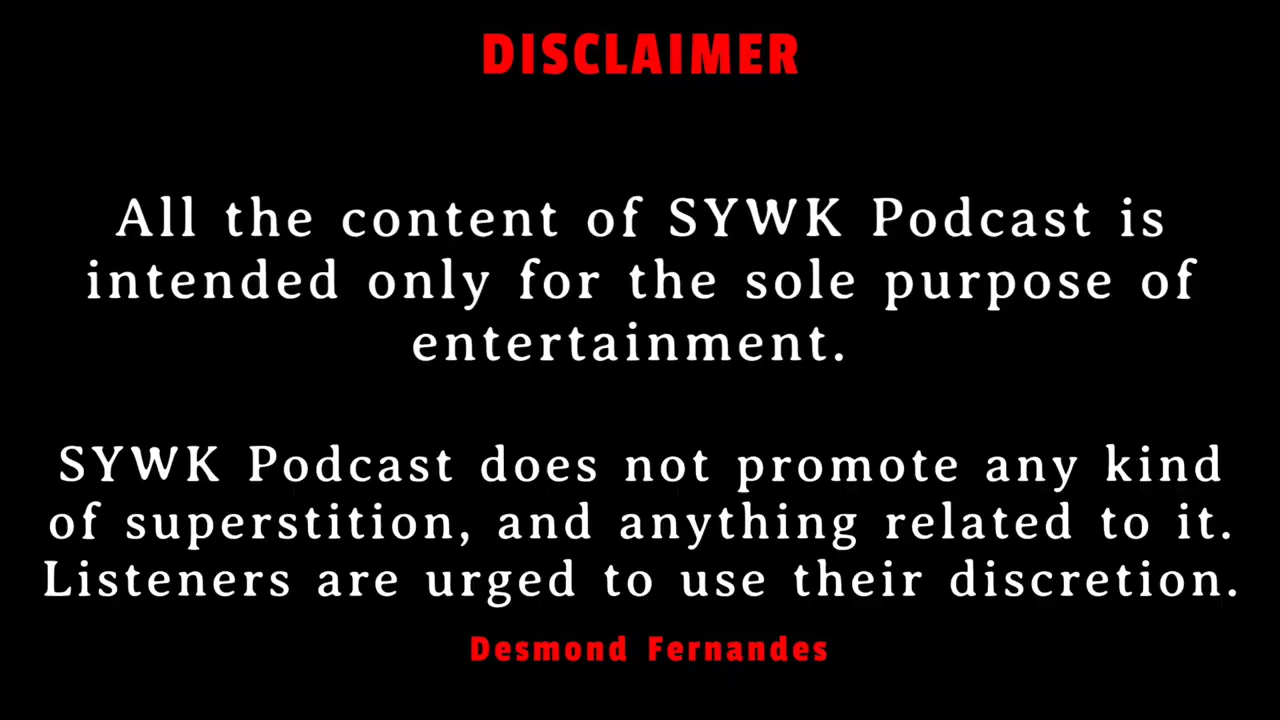 DISCLAIMER
All the content of SYWK Podcast is
intended only for the sole purpose of
entertainment.
SYWK Podcast does not promote any kind
of superstition, and anything related to it.
Listeners are urged to use their discretion.
Desmond Fernandes